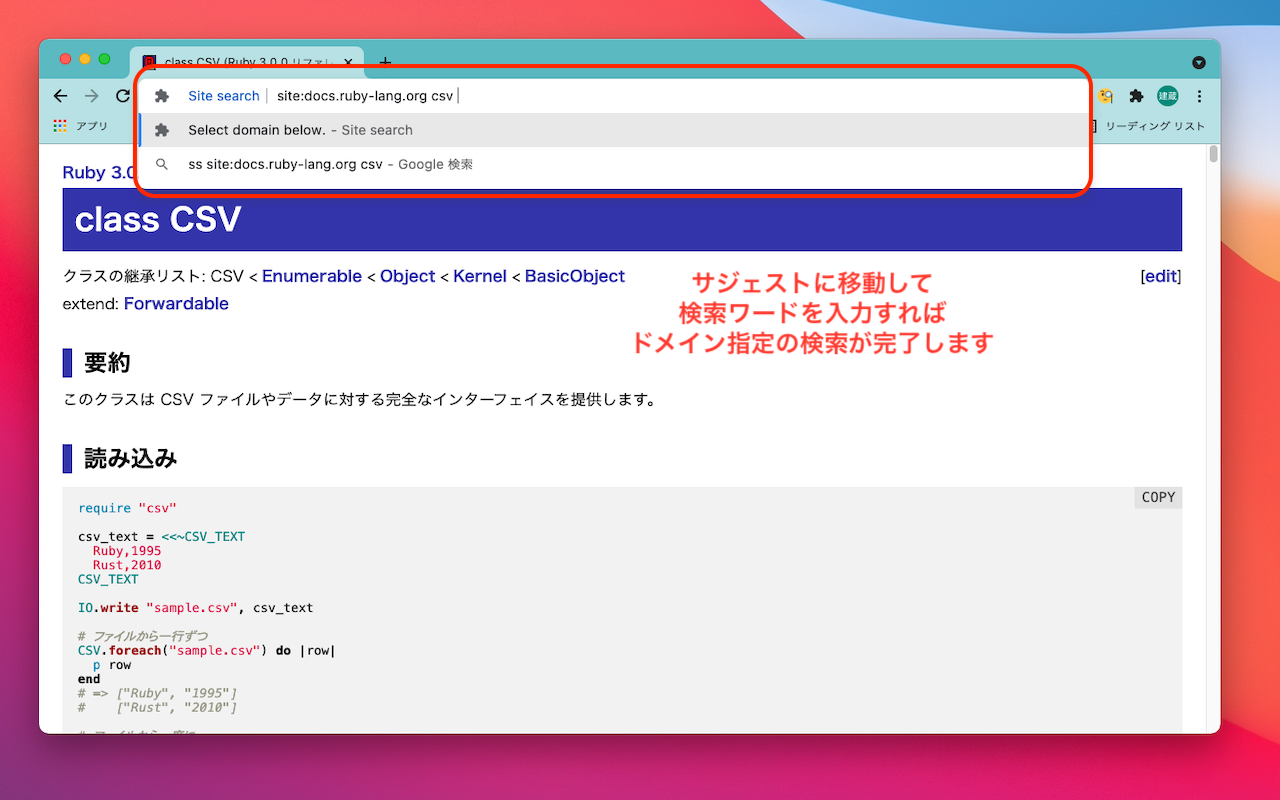 class CSV (Ruby 3.0.0 リファレ
Site search site:docs.ruby-lang.org csv
建蔵
アプリ
Select domain below. - Site search
リーディング リスト
ss site:docs.ruby-lang.org csv - Google 検索
Ruby 3.0
class CSV
クラスの継承リスト: CSV < Enumerable < Object < Kernel < BasicObject
[edit]
extend: Forwardable
サジェストに移動して
検索ワードを入力すれば
ドメイン指定の検索が完了します
要約
このクラスは CSV ファイルやデータに対する完全なインターフェイスを提供します。
読み込み
COPY
require "csv"
csv_text = <<~CSV_TEXT
Ruby,1995
Rust,2010
CSV_TEXT
IO.write "sample.csv", csv_text
# ファイルから一行ずつ
CSV.foreach("sample.csv") do |row|
p row
end
# => ["Ruby", "1995"]
# ["Rust", "2010"]